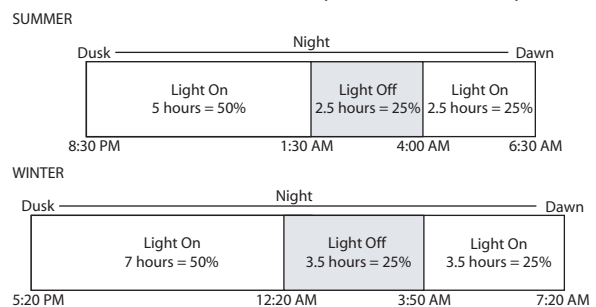 SUMMER
Night
Dusk Dawn
Light On Light Off Light On
5 hours = 50% 2.5 hours = 25% 2.5 hours = 25%
8:30 PM 1:30 AM 4:00 AM 6:30 AM
WINTER
Night
Dusk Dawn
Light On Light Off Light On
7 hours = 50% 3.5 hours = 25% 3.5 hours = 25%
5:20 PM 12:20 AM 3:50 AM 7:20 AM